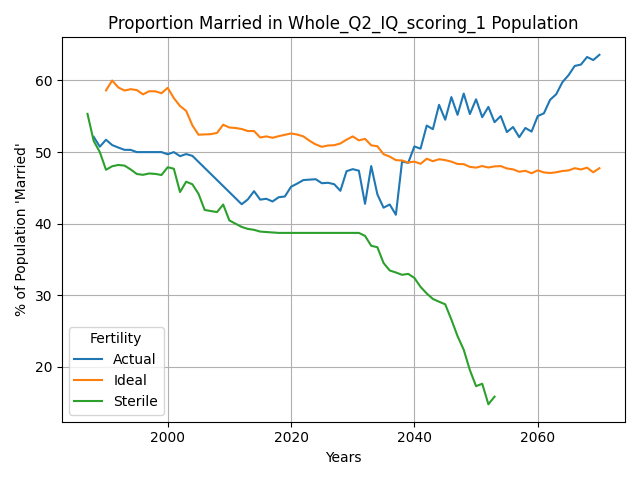 Proportion Married in Whole_Q2_IQ_scoring_1 Population
% of Population 'Married'
60
50
40
30
20
Fertility
Actual
Ideal
Sterile
2000 2020 2040 2060
Years